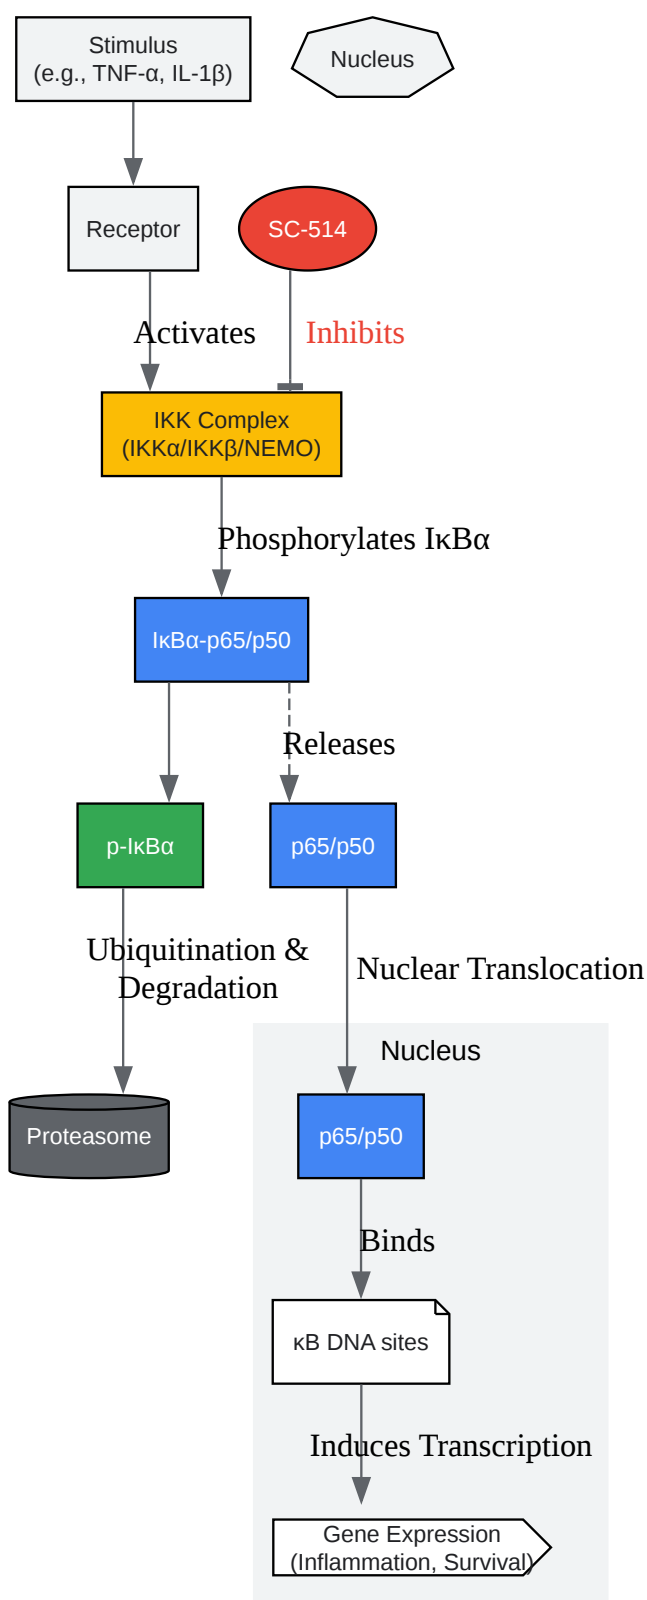 Stimulus
(e.g., TNF-α, IL-1β)
Nucleus
Receptor
SC-514
Activates
Inhibits
IKK Complex
(IKKα/IKKβ/NEMO)
Phosphorylates IκBα
IκBα-p65/p50
Releases
p-IκBα
p65/p50
Ubiquitination &
Degradation
Nuclear Translocation
Nucleus
Proteasome
p65/p50
Binds
κB DNA sites
Induces Transcription
Gene Expression
(Inflammation, Survival)